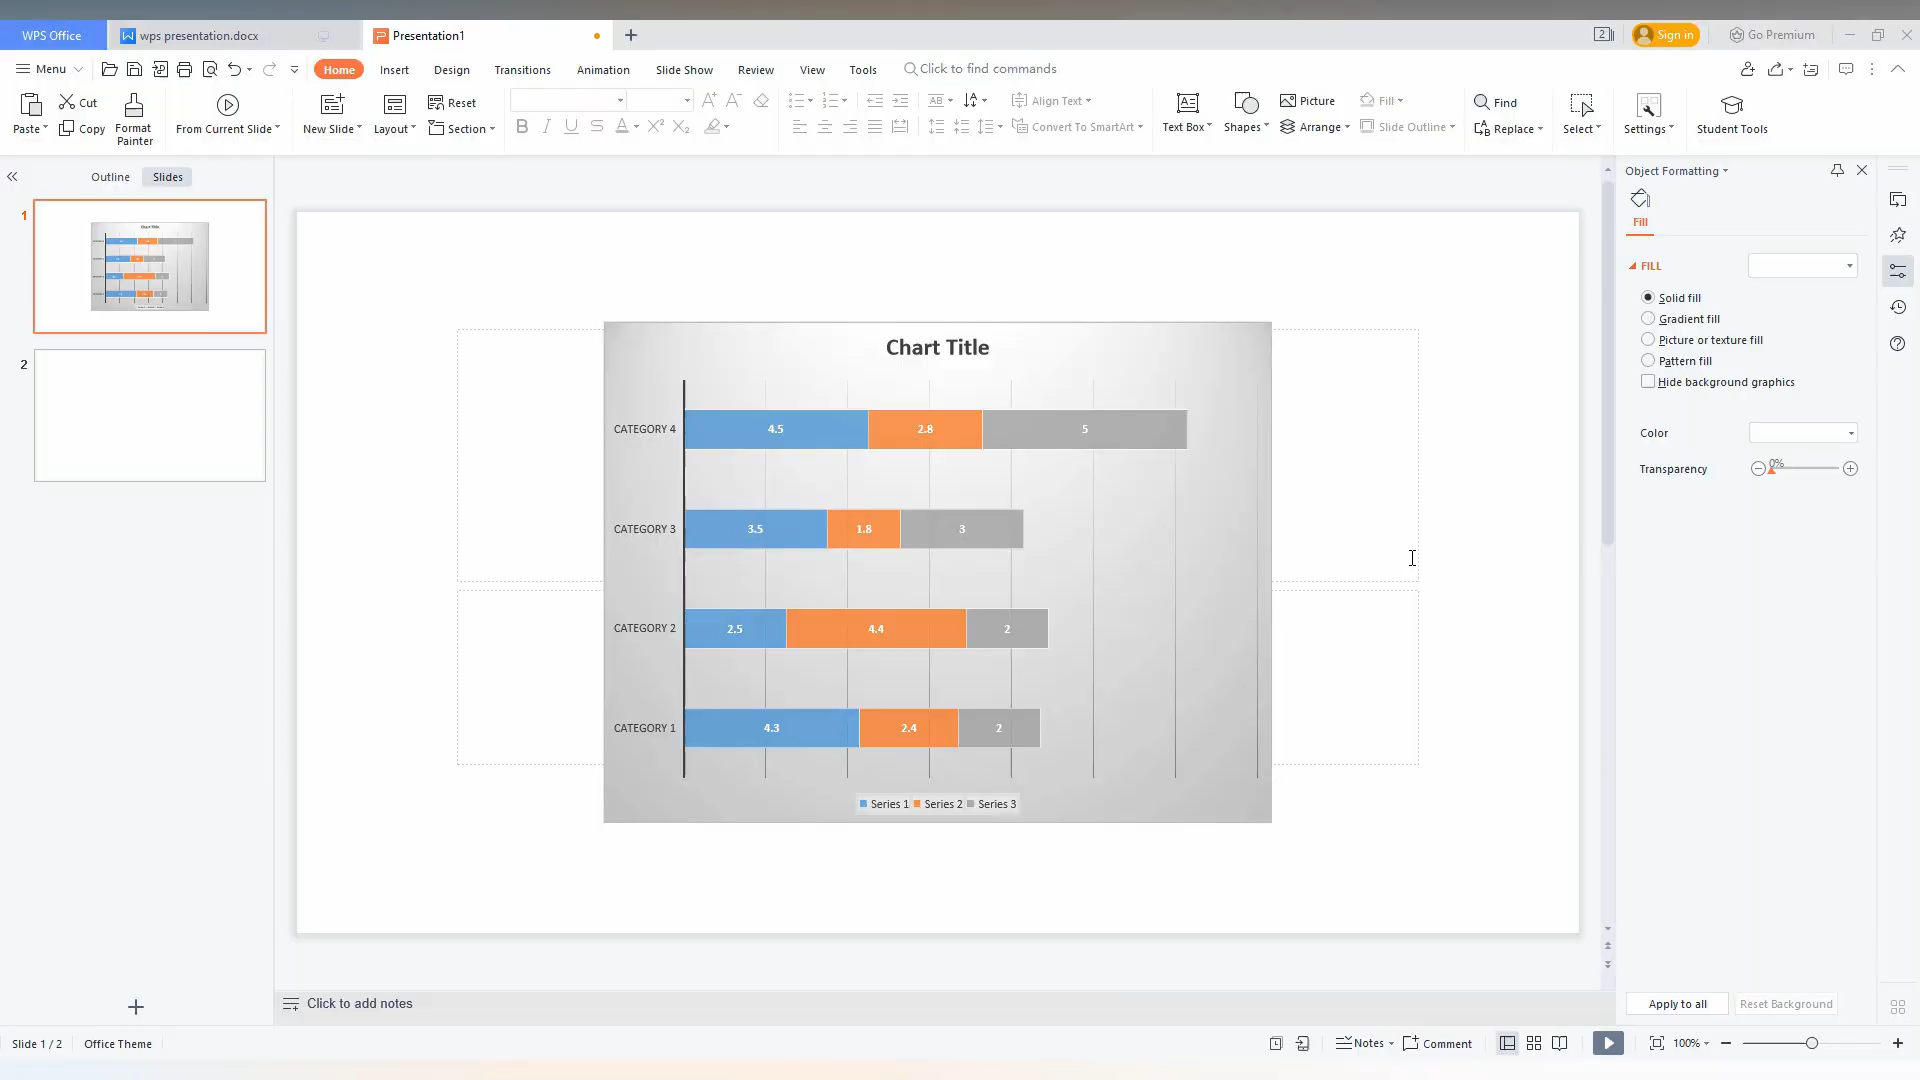 WPS Office
wps presentation.docx
Presentation1
2
Sign in
Go Premium
Menu
Home
Insert
Design
Transitions
Animation
Slide Show
Review
View
Tools
Click to find commands
Paste
Cut
Copy
Format Painter
From Current Slide
New Slide
Layout
Reset
Section
Align Text
Convert To SmartArt
Text Box
Shapes
Picture
Arrange
Fill
Slide Outline
Find
Replace
Select
Settings
Student Tools
Outline
Slides
1
2
Chart Title
CATEGORY 4
4.5
2.8
5
CATEGORY 3
3.5
1.8
3
CATEGORY 2
2.5
4.4
2
CATEGORY 1
4.3
2.4
2
Series 1
Series 2
Series 3
Object Formatting
Fill
FILL
Solid fill
Gradient fill
Picture or texture fill
Pattern fill
Hide background graphics
Color
Transparency
0%
Apply to all
Reset Background
Click to add notes
Slide 1 / 2
Office Theme
Notes
Comment
100%